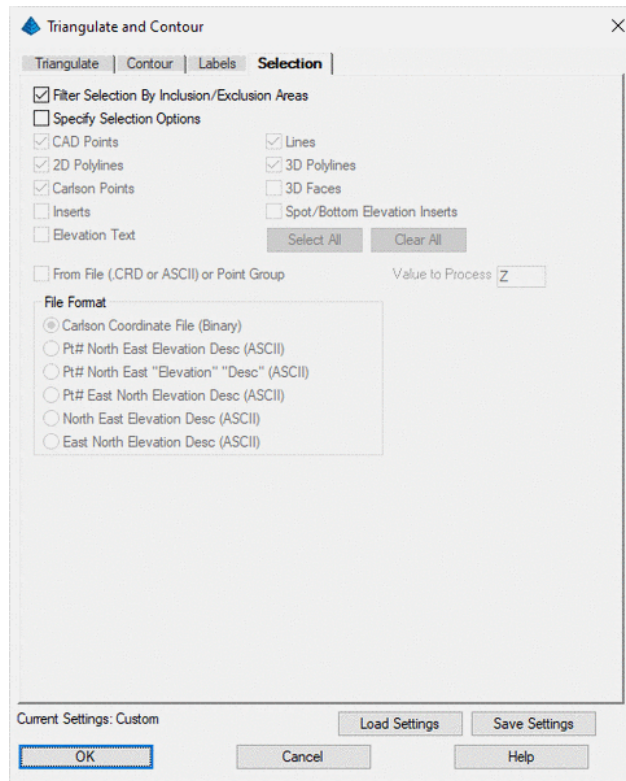 Triangulate and Contour
Triangulate Contour Labels Selection
Filter Selection By Inclusion/Exclusion Areas
Specify Selection Options
CAD Points Lines
2D Polylines 3D Polylines
Carlson Points 3D Faces
Inserts Spot/Bottom Elevation Inserts
Elevation Text Select All Clear All
From File (.CRD or ASCII) or Point Group Value to Process Z
File Format
Carlson Coordinate File (Binary)
Pt# North East Elevation Desc (ASCII)
Pt# North East "Elevation" "Desc" (ASCII)
Pt# East North Elevation Desc (ASCII)
North East Elevation Desc (ASCII)
East North Elevation Desc (ASCII)
Current Settings: Custom Load Settings Save Settings
OK Cancel Help